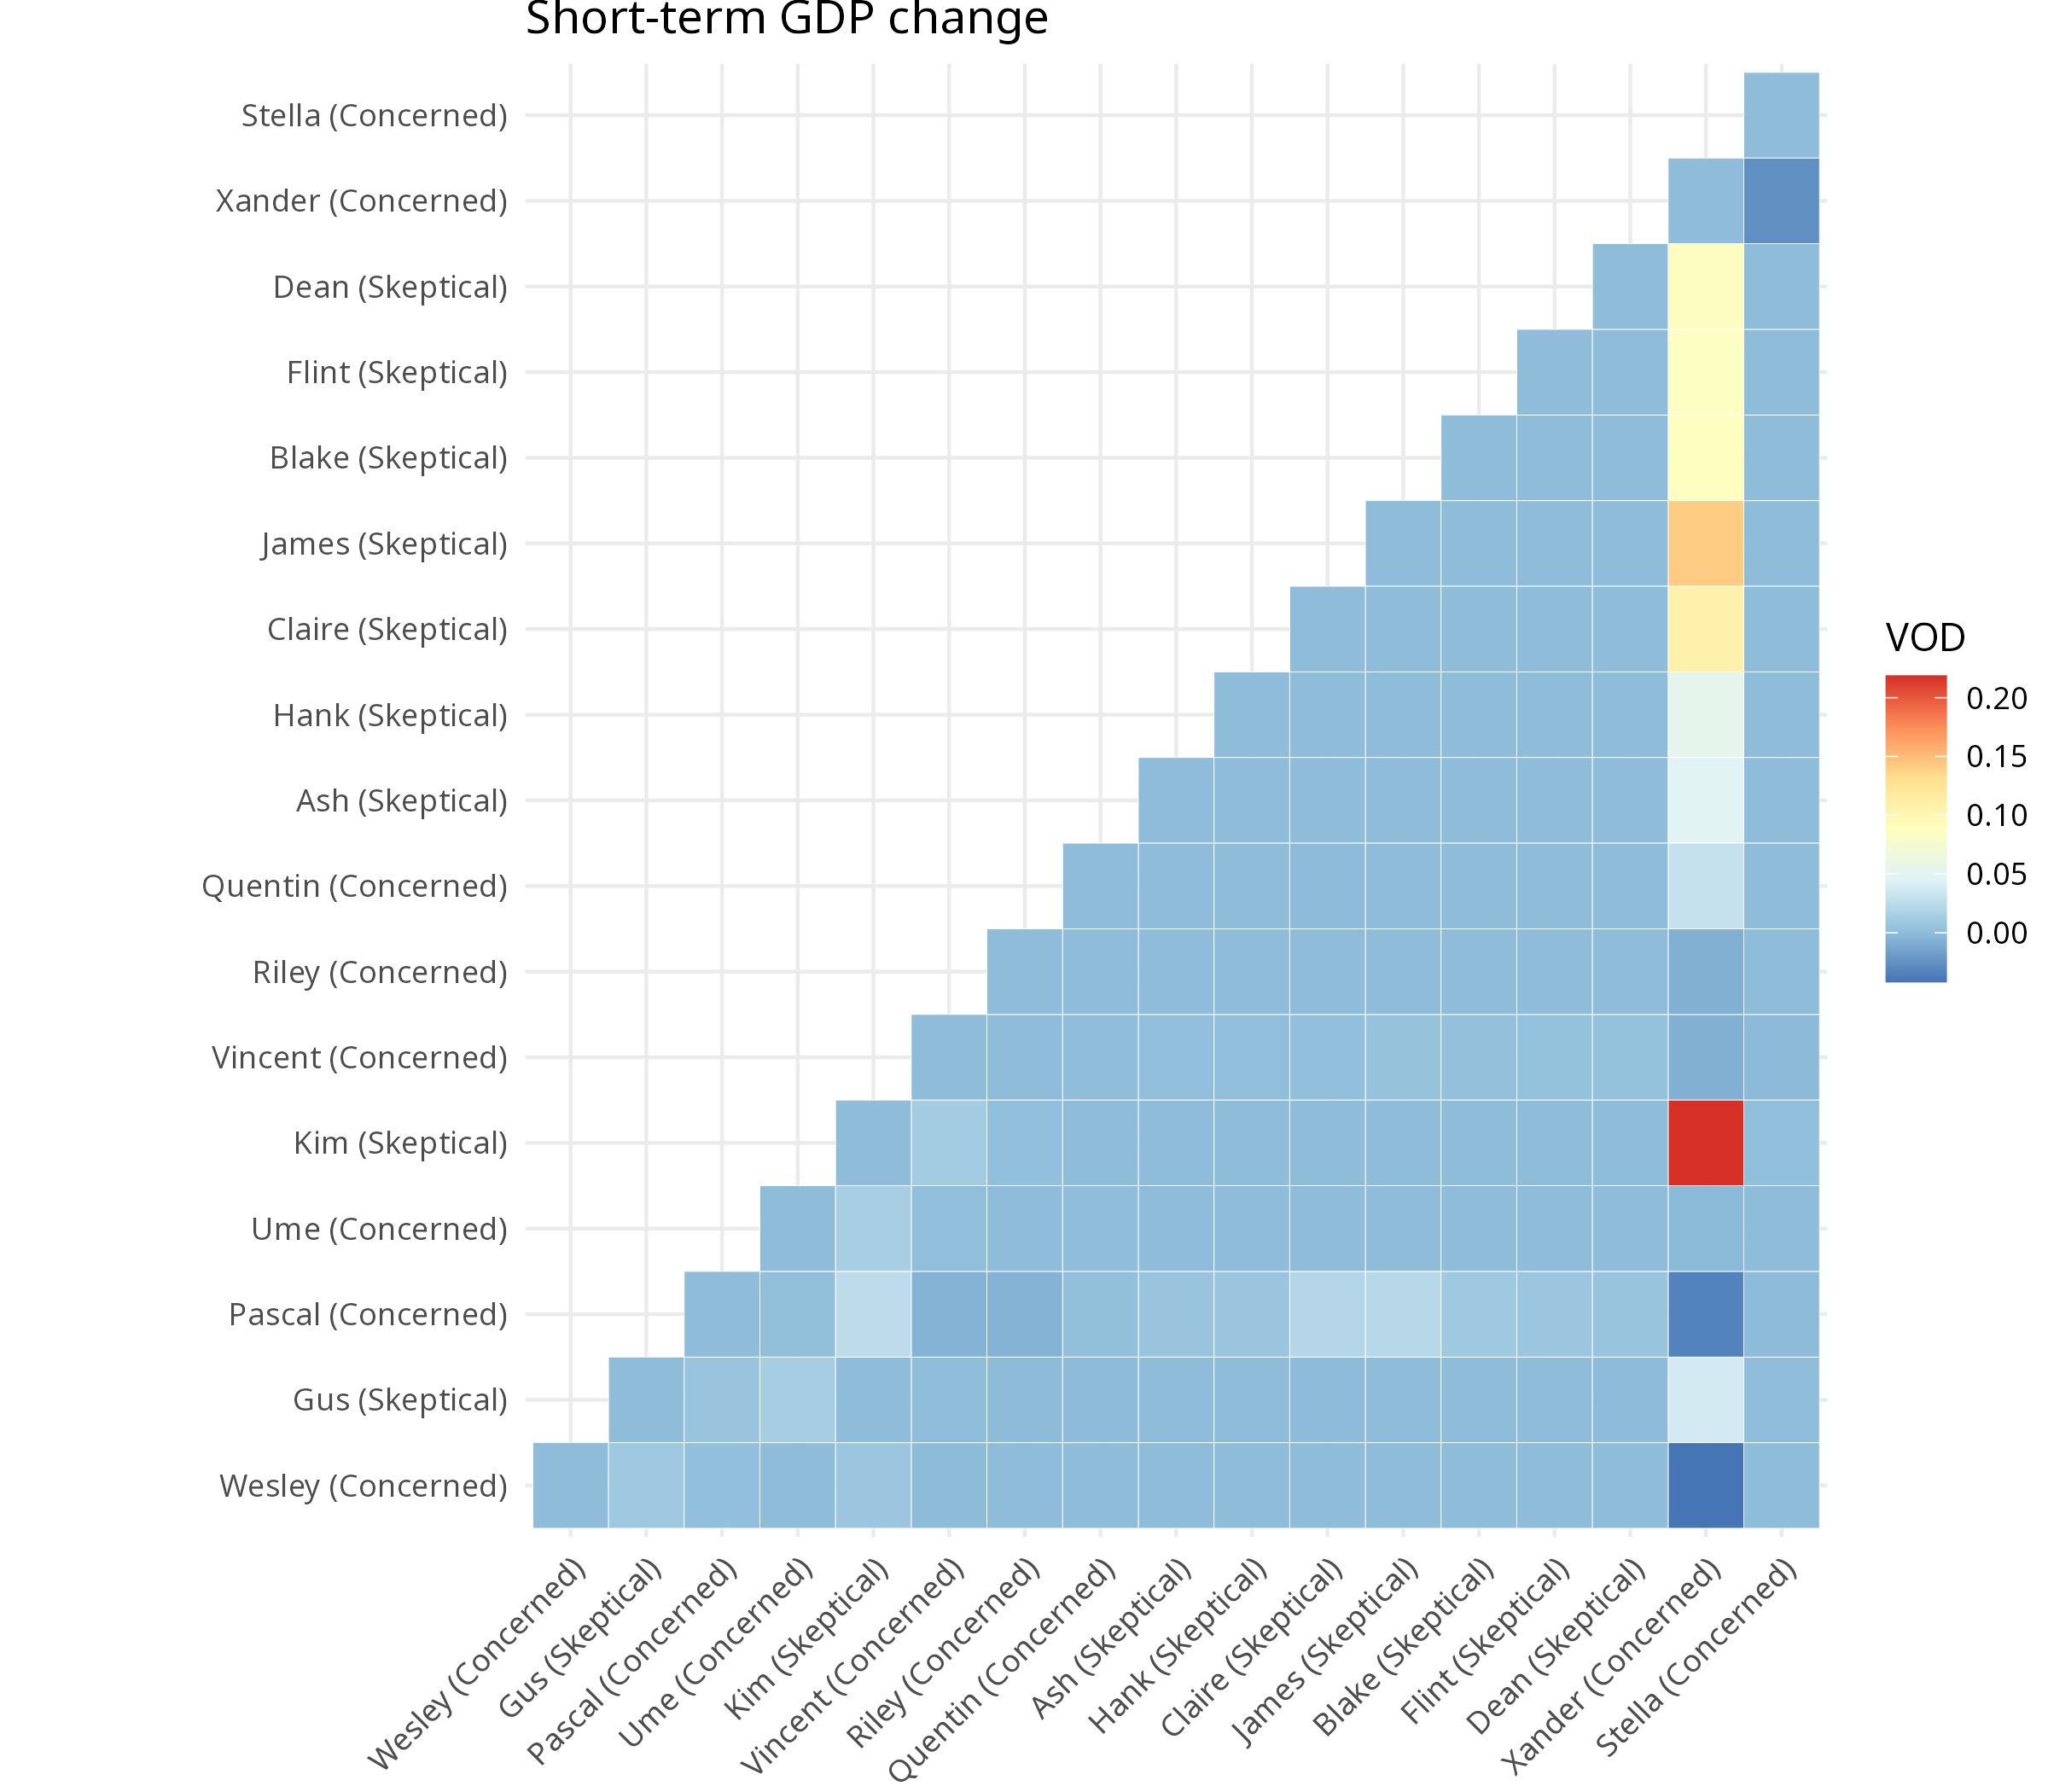 Short-term GDP change
Stella (Concerned)
Xander (Concerned)
Dean (Skeptical)
Flint (Skeptical)
Blake (Skeptical)
James (Skeptical)
Claire (Skeptical)
Hank (Skeptical)
Ash (Skeptical)
Quentin (Concerned)
Riley (Concerned)
Vincent (Concerned)
Kim (Skeptical)
Ume (Concerned)
Pascal (Concerned)
Gus (Skeptical)
Wesley (Concerned)
Wesley (Concerned)
Gus (Skeptical)
Pascal (Concerned)
Ume (Concerned)
Kim (Skeptical)
Vincent (Concerned)
Riley (Concerned)
Quentin (Concerned)
Ash (Skeptical)
Hank (Skeptical)
Claire (Skeptical)
James (Skeptical)
Blake (Skeptical)
Flint (Skeptical)
Dean (Skeptical)
Xander (Concerned)
Stella (Concerned)
VOD
0.20
0.15
0.10
0.05
0.00